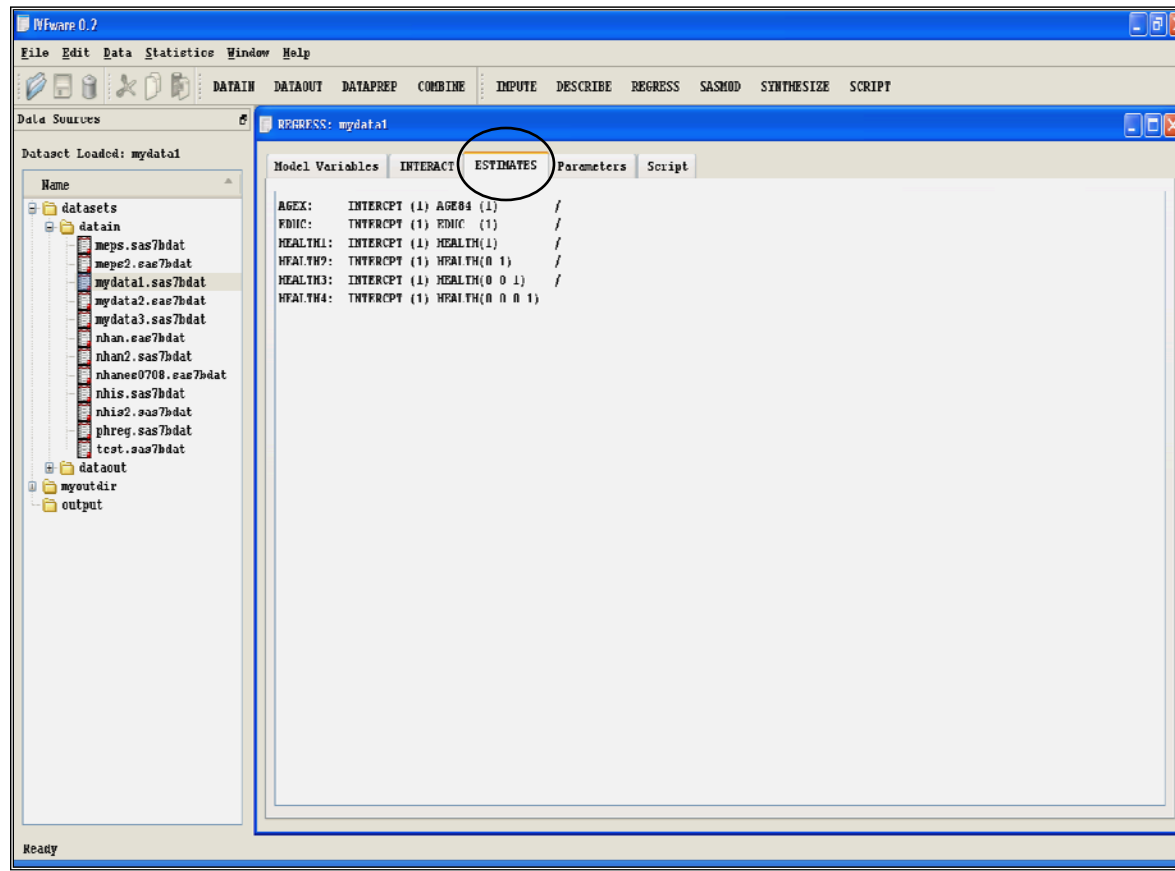 IVEware 0.2
File Edit Data Statistics Window Help
DATAIN DATAOUT DATAPREP COMBINE IMPUTE DESCRIBE REGRESS SASMOD SYNTHESIZE SCRIPT
Data Sources
Dataset Loaded: mydata1
Name
datasets
datain
meps.sas7bdat
meps2.sas7bdat
mydata1.sas7bdat
mydata2.sas7bdat
mydata3.sas7bdat
nhan.sas7bdat
nhan2.sas7bdat
nhanes0708.sas7bdat
nhis.sas7bdat
nhis2.sas7bdat
phreg.sas7bdat
test.sas7bdat
dataout
myoutdir
output
REGRESS: mydata1
Model Variables INTERACT ESTIMATES Parameters Script
AGEX: INTERCPT (1) AGE84 (1) /
EDUC: INTERCPT (1) EDUC (1) /
HEALTH1: INTERCPT (1) HEALTH(1) /
HEALTH2: INTERCPT (1) HEALTH(0 1) /
HEALTH3: INTERCPT (1) HEALTH(0 0 1) /
HEALTH4: INTERCPT (1) HEALTH(0 0 0 1)
Ready